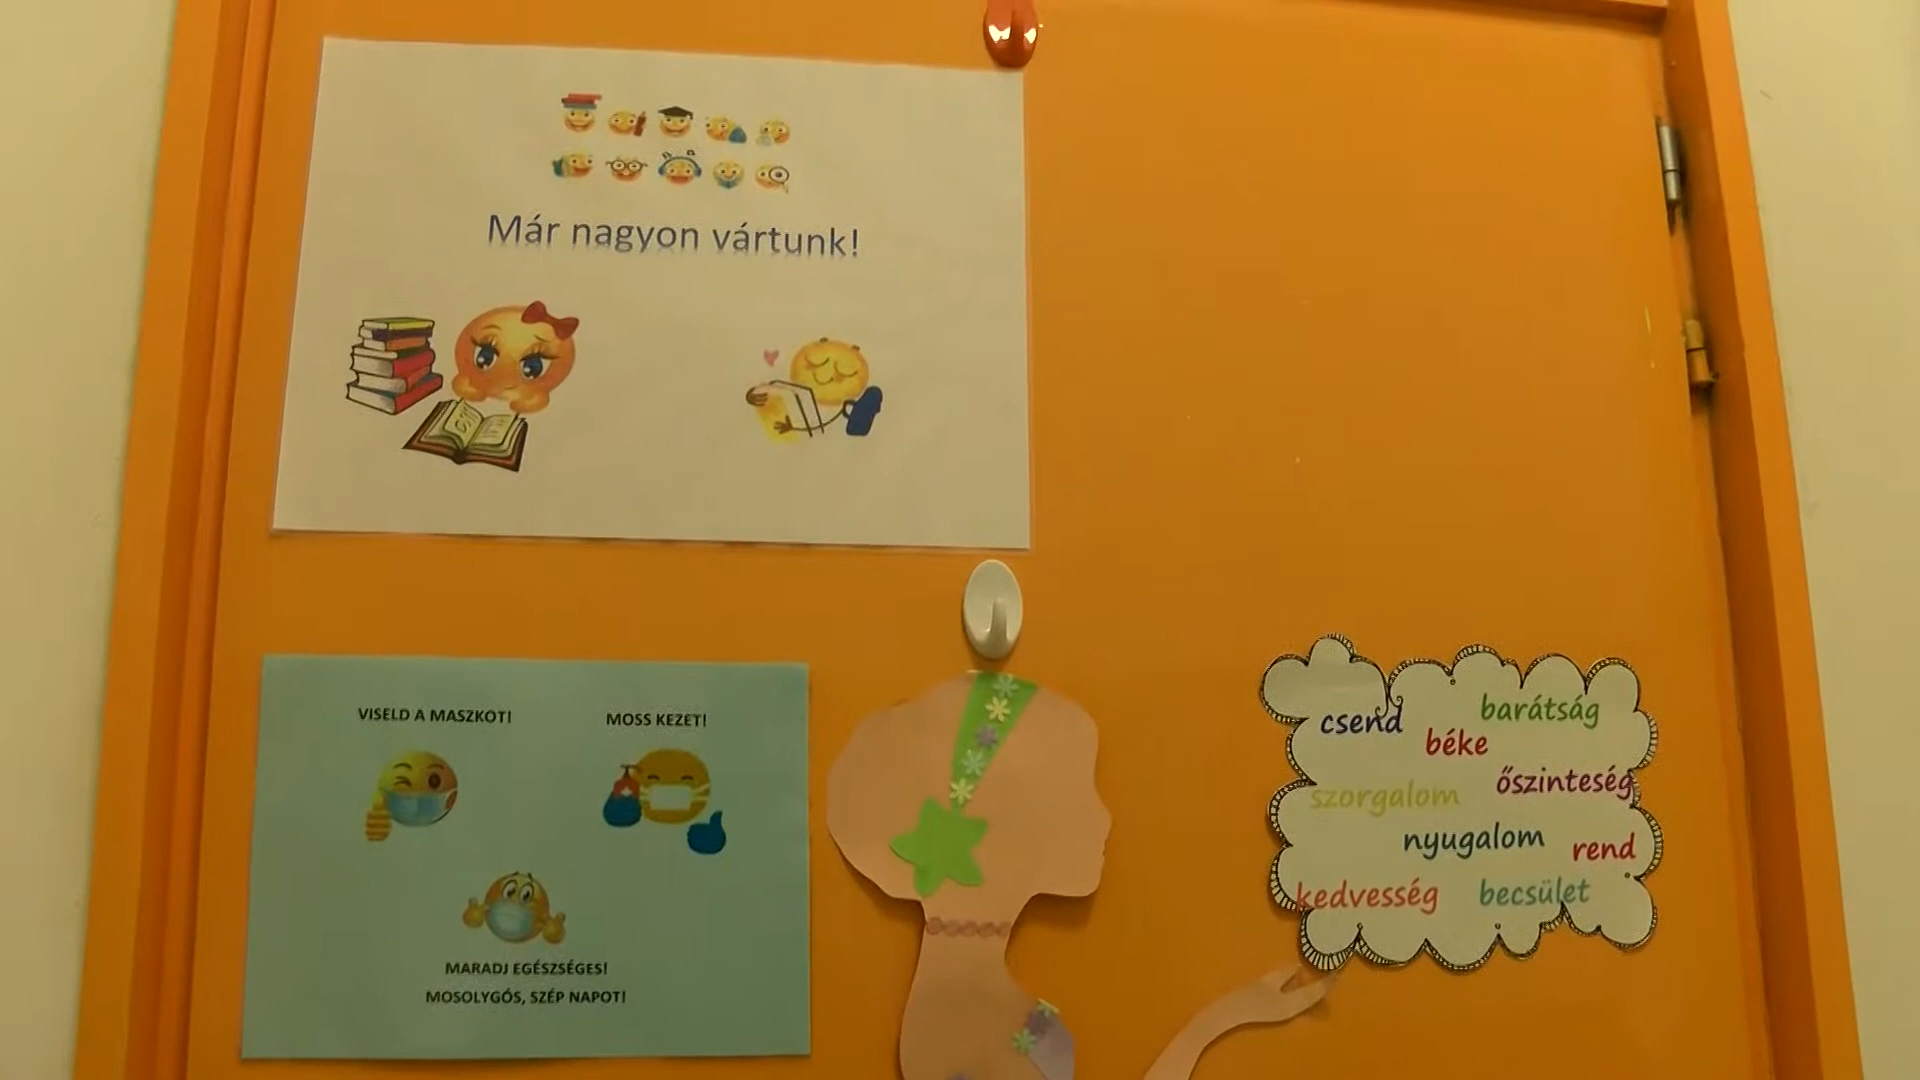 Már nagyon vártunk!
VISELD A MASZKOT!
MOSS KEZET!
MARADJ EGÉSZSÉGES!
MOSOLYGÓS, SZÉP NAPOT!
csend
barátság
béke
őszinteség
szorgalom
nyugalom
rend
kedvesség
becsület